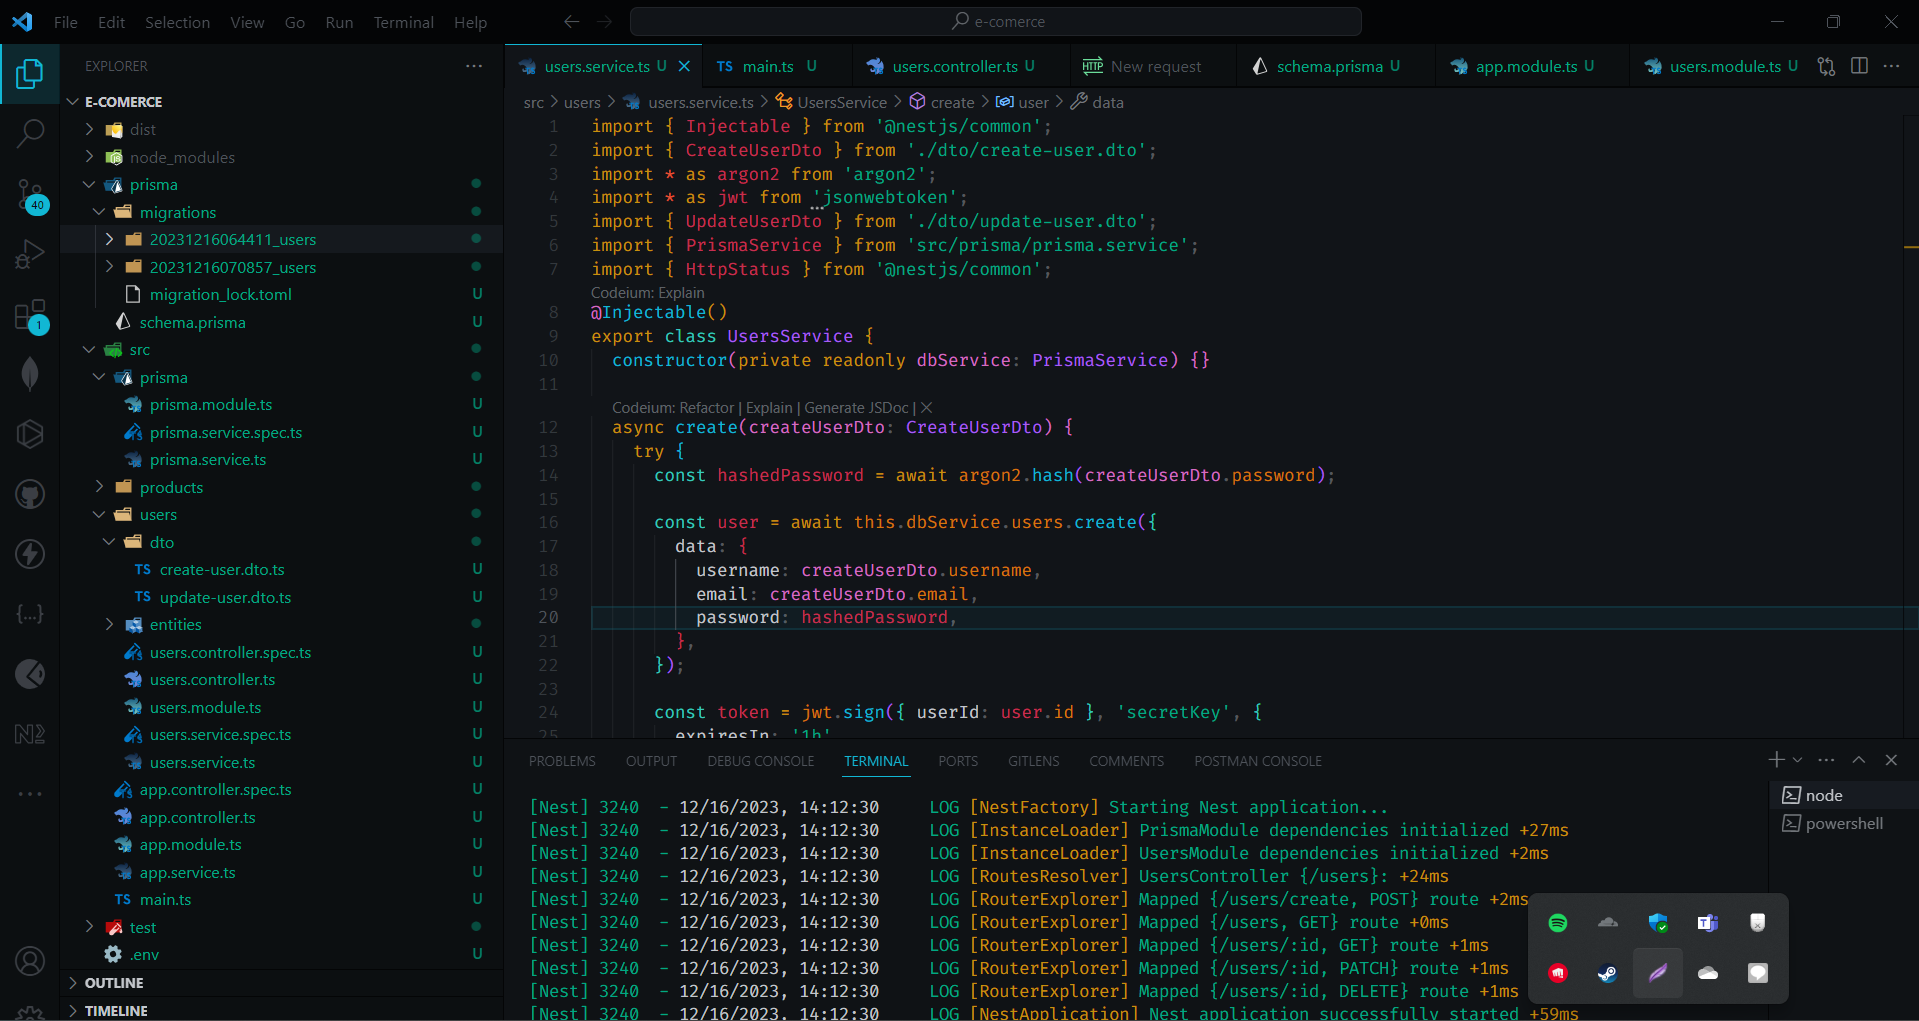 File Edit Selection View Go Run Terminal Help
e-comerce
EXPLORER
E-COMERCE
dist
node_modules
prisma
migrations
20231216064411_users
20231216070857_users
migration_lock.toml U
schema.prisma U
src
prisma
prisma.module.ts U
prisma.service.spec.ts U
prisma.service.ts U
products
users
dto
TS create-user.dto.ts U
TS update-user.dto.ts U
entities
users.controller.spec.ts U
users.controller.ts U
users.module.ts U
users.service.spec.ts U
users.service.ts U
app.controller.spec.ts U
app.controller.ts U
app.module.ts U
app.service.ts U
TS main.ts U
test
.env U
OUTLINE
TIMELINE
40
1
users.service.ts U
TS main.ts U
users.controller.ts U
HTTP New request
schema.prisma U
app.module.ts U
users.module.ts U
src > users > users.service.ts > UsersService > create > user > data
1 import { Injectable } from '@nestjs/common';
2 import { CreateUserDto } from './dto/create-user.dto';
3 import * as argon2 from 'argon2';
4 import * as jwt from 'jsonwebtoken';
5 import { UpdateUserDto } from './dto/update-user.dto';
6 import { PrismaService } from 'src/prisma/prisma.service';
7 import { HttpStatus } from '@nestjs/common';
Codeium: Explain
8 @Injectable()
9 export class UsersService {
10 constructor(private readonly dbService: PrismaService) {}
11
Codeium: Refactor | Explain | Generate JSDoc | X
12 async create(createUserDto: CreateUserDto) {
13 try {
14 const hashedPassword = await argon2.hash(createUserDto.password);
15
16 const user = await this.dbService.users.create({
17 data: {
18 username: createUserDto.username,
19 email: createUserDto.email,
20 password: hashedPassword,
21 },
22 });
23
24 const token = jwt.sign({ userId: user.id }, 'secretKey', {
25 expiresIn: '1h'
PROBLEMS OUTPUT DEBUG CONSOLE TERMINAL PORTS GITLENS COMMENTS POSTMAN CONSOLE
[Nest] 3240 - 12/16/2023, 14:12:30 LOG [NestFactory] Starting Nest application...
[Nest] 3240 - 12/16/2023, 14:12:30 LOG [InstanceLoader] PrismaModule dependencies initialized +27ms
[Nest] 3240 - 12/16/2023, 14:12:30 LOG [InstanceLoader] UsersModule dependencies initialized +2ms
[Nest] 3240 - 12/16/2023, 14:12:30 LOG [RoutesResolver] UsersController {/users}: +24ms
[Nest] 3240 - 12/16/2023, 14:12:30 LOG [RouterExplorer] Mapped {/users/create, POST} route +2ms
[Nest] 3240 - 12/16/2023, 14:12:30 LOG [RouterExplorer] Mapped {/users, GET} route +0ms
[Nest] 3240 - 12/16/2023, 14:12:30 LOG [RouterExplorer] Mapped {/users/:id, GET} route +1ms
[Nest] 3240 - 12/16/2023, 14:12:30 LOG [RouterExplorer] Mapped {/users/:id, PATCH} route +1ms
[Nest] 3240 - 12/16/2023, 14:12:30 LOG [RouterExplorer] Mapped {/users/:id, DELETE} route +1ms
[Nest] 3240 - 12/16/2023, 14:12:30 LOG [NestApplication] Nest application successfully started +59ms
node
powershell